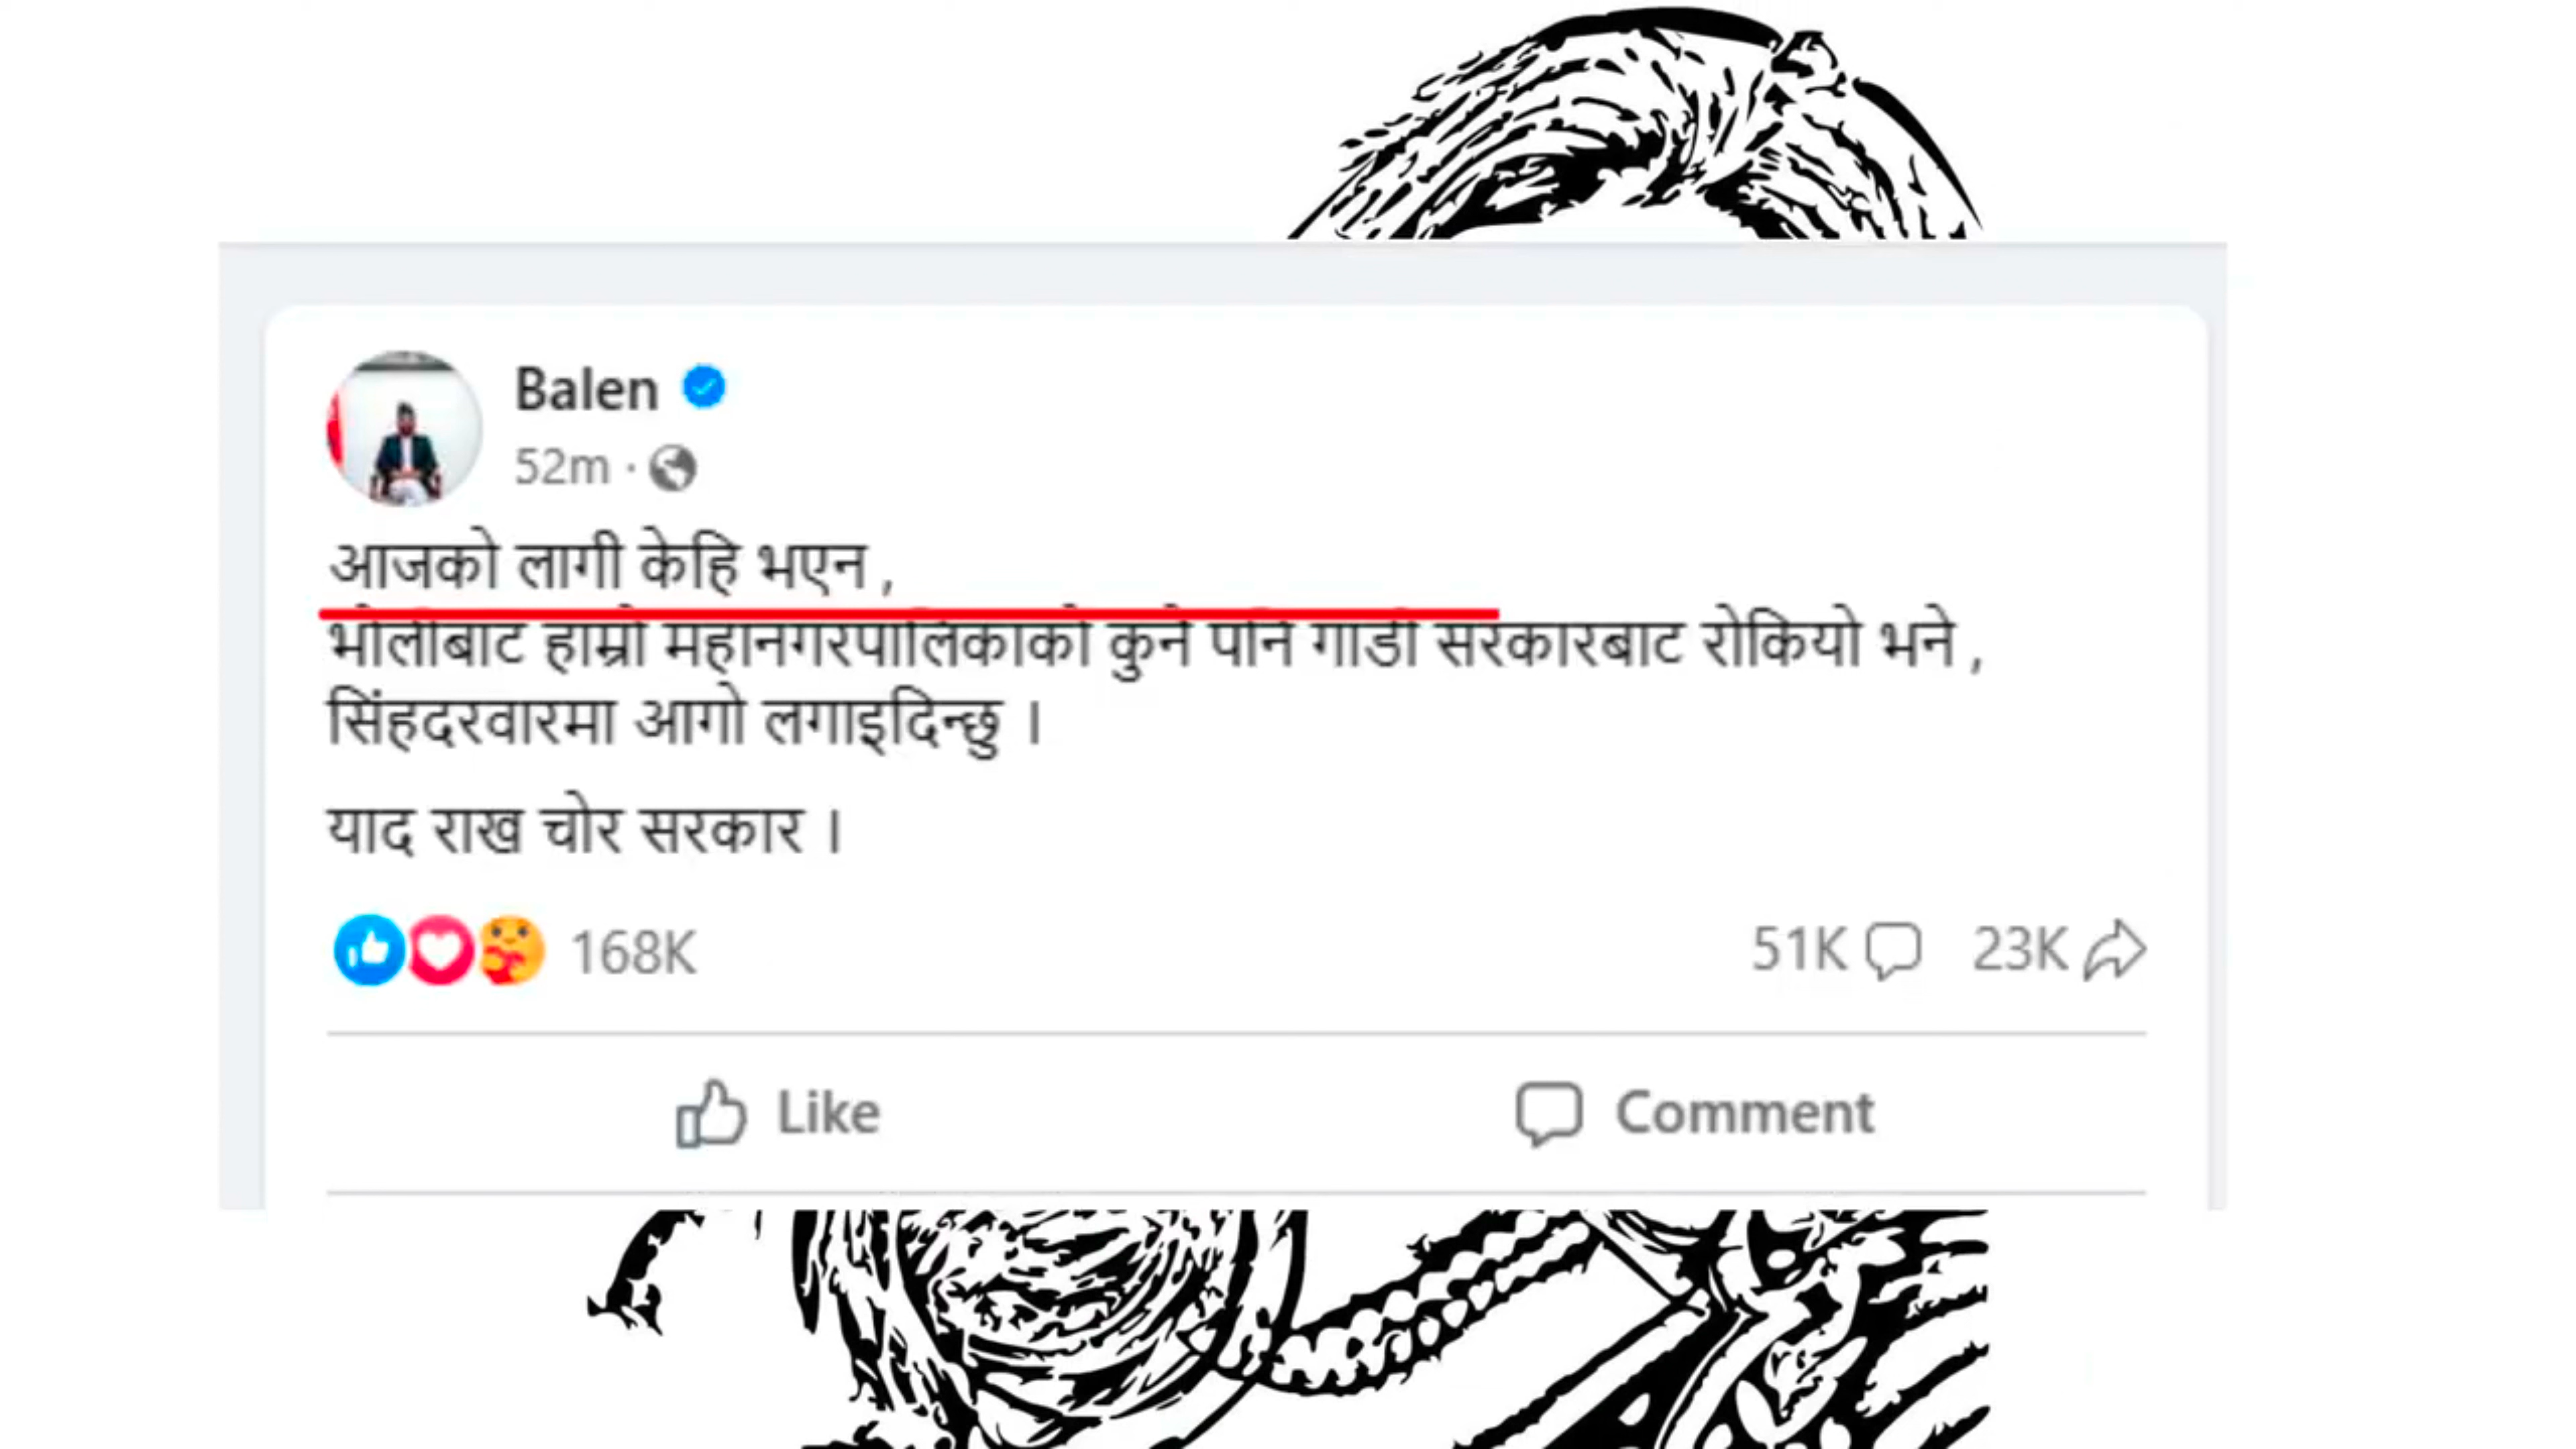 Balen
52m ·
आजको लागी केहि भएन ,
भोलीबाट हाम्रो महानगरपालिकाको कुनै पनि गाडी सरकारबाट रोकियो भने ,
सिंहदरवारमा आगो लगाइदिन्छु ।
याद राख चोर सरकार ।
168K 51K 23K
Like Comment